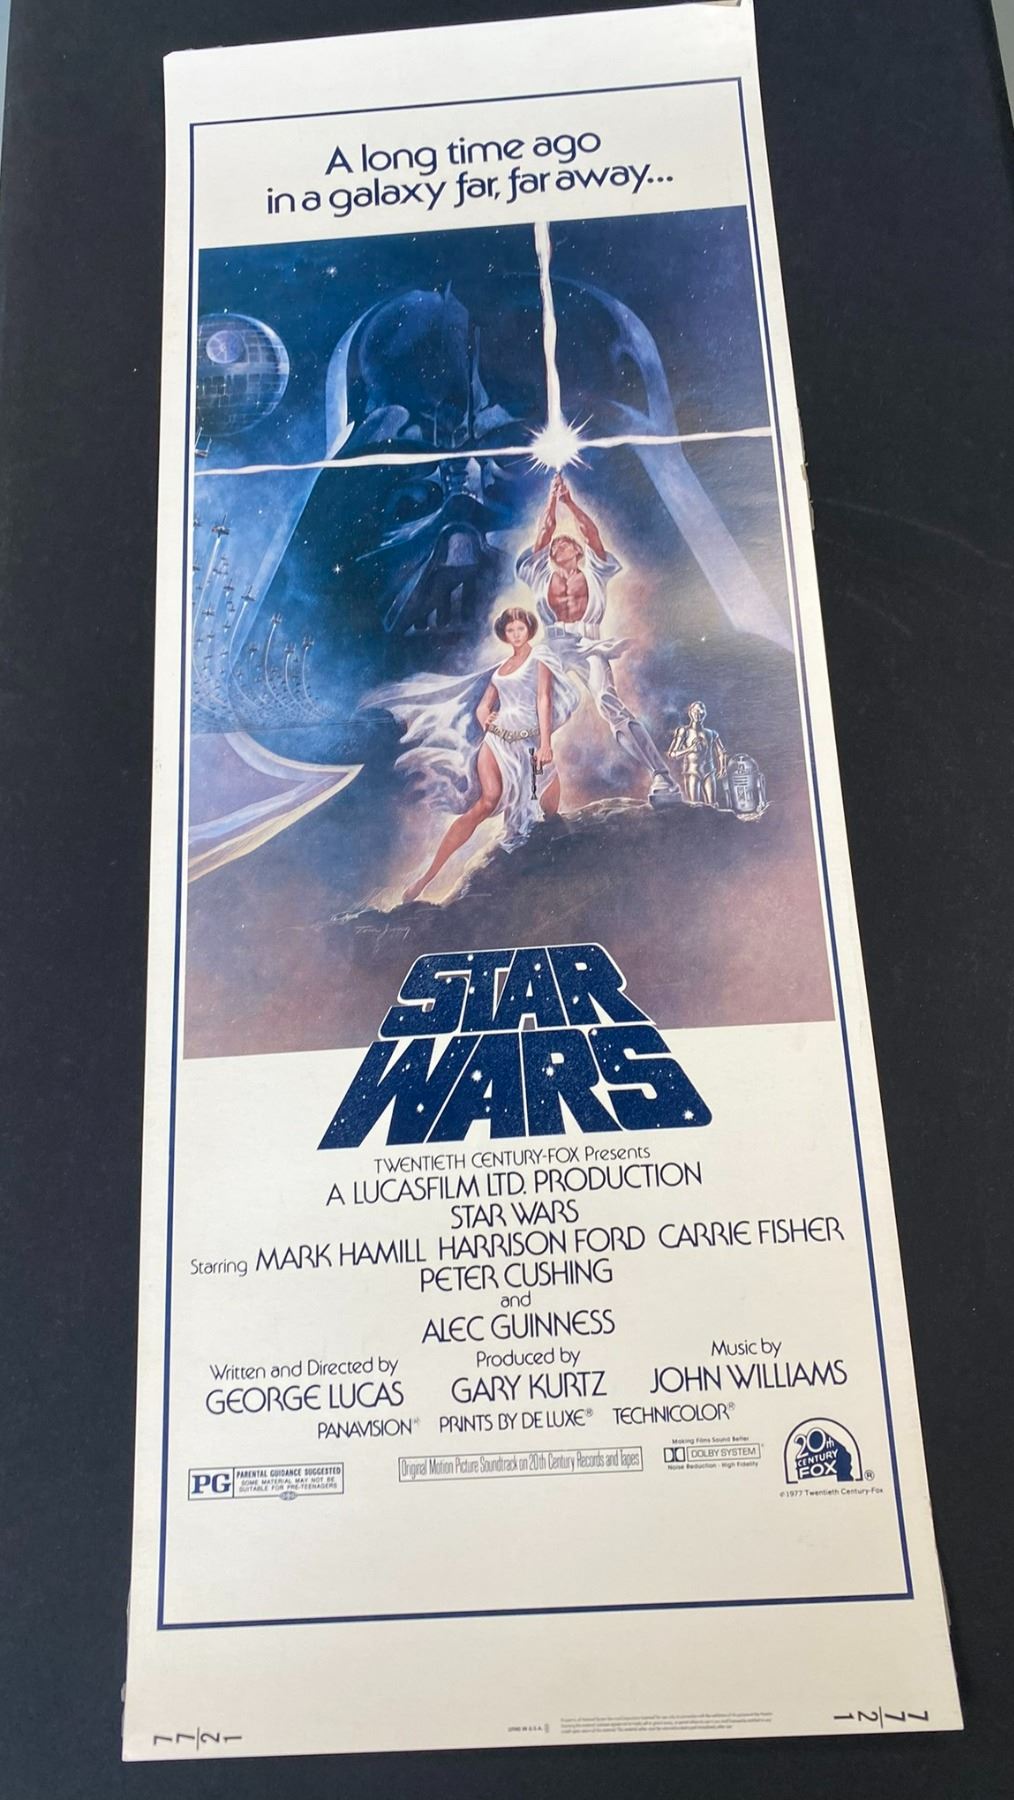 A long time ago
in a galaxy far, far away...
STAR
WARS
TWENTIETH CENTURY-FOX Presents
A LUCASFILM LTD. PRODUCTION
STAR WARS
Starring MARK HAMILL HARRISON FORD CARRIE FISHER
PETER CUSHING
and
ALEC GUINNESS
Written and Directed by
GEORGE LUCAS
Produced by
GARY KURTZ
Music by
JOHN WILLIAMS
PANAVISION® PRINTS BY DE LUXE® TECHNICOLOR®
PG PARENTAL GUIDANCE SUGGESTED
SOME MATERIAL MAY NOT BE
SUITABLE FOR PRE-TEENAGERS
Original Motion Picture Soundtrack on 20th Century Records and Tapes
Making Films Sound Better
DOLBY SYSTEM®
Noise Reduction - High Fidelity
20th
CENTURY
FOX ®
©1977 Twentieth Century-Fox
77/21
77/21